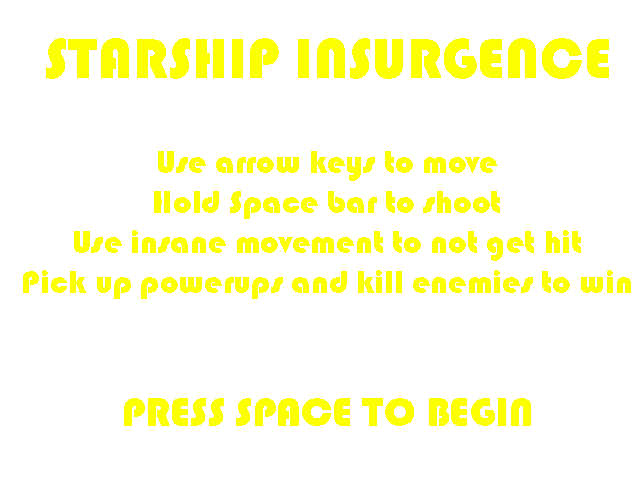 STARSHIP INSURGENCE
Use arrow keys to move
Hold Space bar to shoot
Use insane movement to not get hit
Pick up powerups and kill enemies to win
PRESS SPACE TO BEGIN